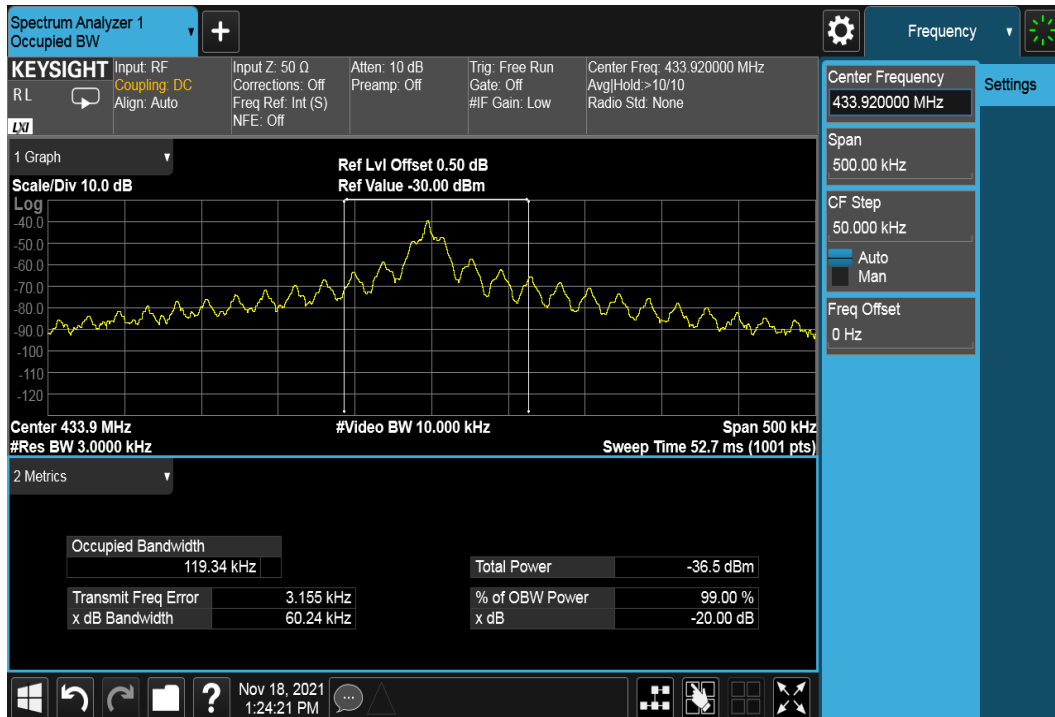 Spectrum Analyzer 1
Occupied BW
+
Frequency
KEYSIGHT
RL
LXI
Input: RF
Coupling: DC
Align: Auto
Input Z: 50 Ω
Corrections: Off
Freq Ref: Int (S)
NFE: Off
Atten: 10 dB
Preamp: Off
Trig: Free Run
Gate: Off
#IF Gain: Low
Center Freq: 433.920000 MHz
Avg|Hold:>10/10
Radio Std: None
Center Frequency
433.920000 MHz
Settings
Span
500.00 kHz
CF Step
50.000 kHz
Auto
Man
Freq Offset
0 Hz
1 Graph
Scale/Div 10.0 dB
Ref Lvl Offset 0.50 dB
Ref Value -30.00 dBm
Log
-40.0
-50.0
-60.0
-70.0
-80.0
-90.0
-100
-110
-120
Center 433.9 MHz
#Video BW 10.000 kHz
Span 500 kHz
#Res BW 3.0000 kHz
Sweep Time 52.7 ms (1001 pts)
2 Metrics
Occupied Bandwidth
119.34 kHz
Total Power -36.5 dBm
Transmit Freq Error 3.155 kHz
% of OBW Power 99.00 %
x dB Bandwidth 60.24 kHz
x dB -20.00 dB
?
Nov 18, 2021
1:24:21 PM